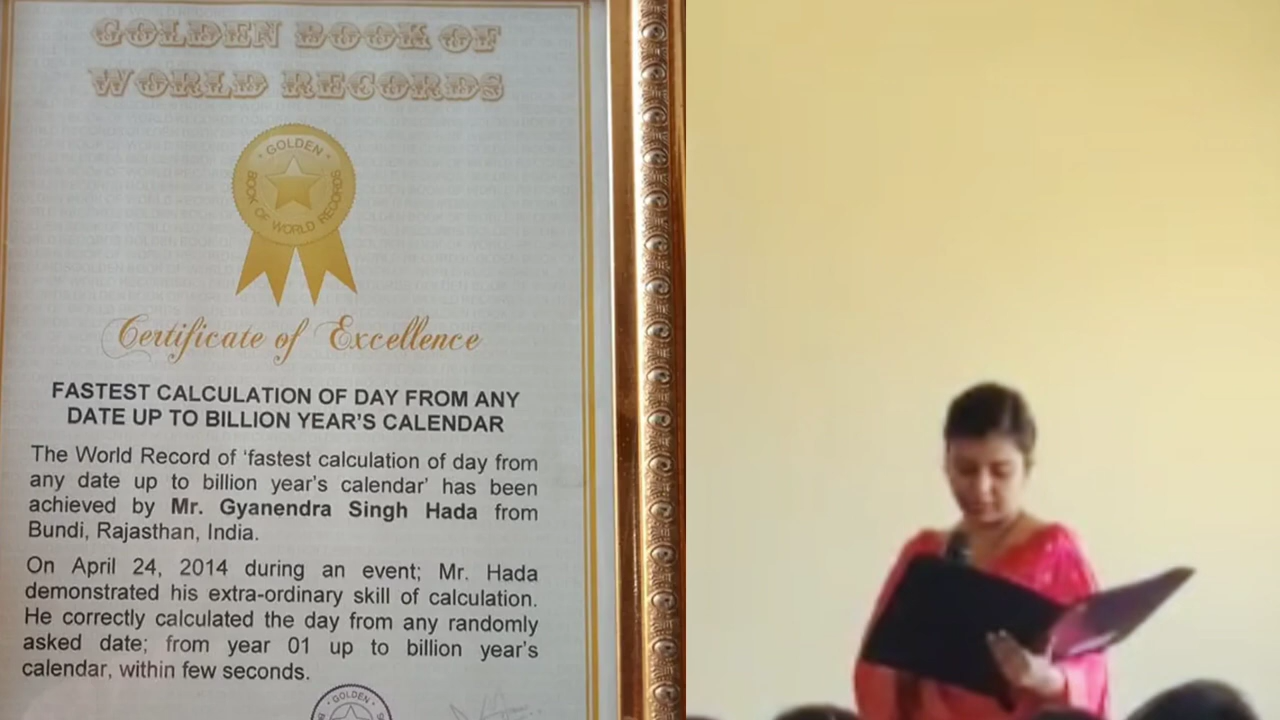 GOLDEN BOOK OF
WORLD RECORDS
GOLDEN
BOOK OF WORLD RECORDS
Certificate of Excellence
FASTEST CALCULATION OF DAY FROM ANY
DATE UP TO BILLION YEAR'S CALENDAR
The World Record of 'fastest calculation of day from
any date up to billion year's calendar' has been
achieved by Mr. Gyanendra Singh Hada from
Bundi, Rajasthan, India.
On April 24, 2014 during an event; Mr. Hada
demonstrated his extra-ordinary skill of calculation.
He correctly calculated the day from any randomly
asked date; from year 01 up to billion year's
calendar, within few seconds.
GOLDEN